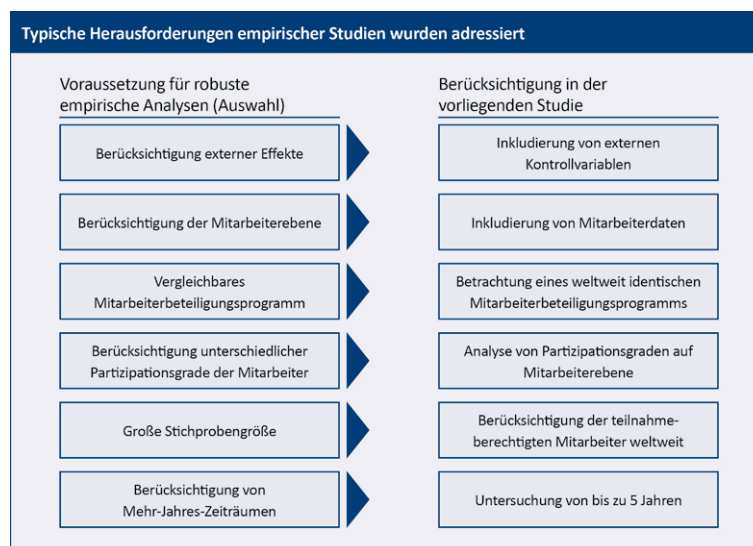 Typische Herausforderungen empirischer Studien wurden adressiert
Voraussetzung für robuste
empirische Analysen (Auswahl)
Berücksichtigung in der
vorliegenden Studie
Berücksichtigung externer Effekte
Inkludierung von externen
Kontrollvariablen
Berücksichtigung der Mitarbeiterebene
Inkludierung von Mitarbeiterdaten
Vergleichbares
Mitarbeiterbeteiligungsprogramm
Betrachtung eines weltweit identischen
Mitarbeiterbeteiligungsprogramms
Berücksichtigung unterschiedlicher
Partizipationsgrade der Mitarbeiter
Analyse von Partizipationsgraden auf
Mitarbeiterebene
Große Stichprobengröße
Berücksichtigung der teilnahme-
berechtigten Mitarbeiter weltweit
Berücksichtigung von
Mehr-Jahres-Zeiträumen
Untersuchung von bis zu 5 Jahren